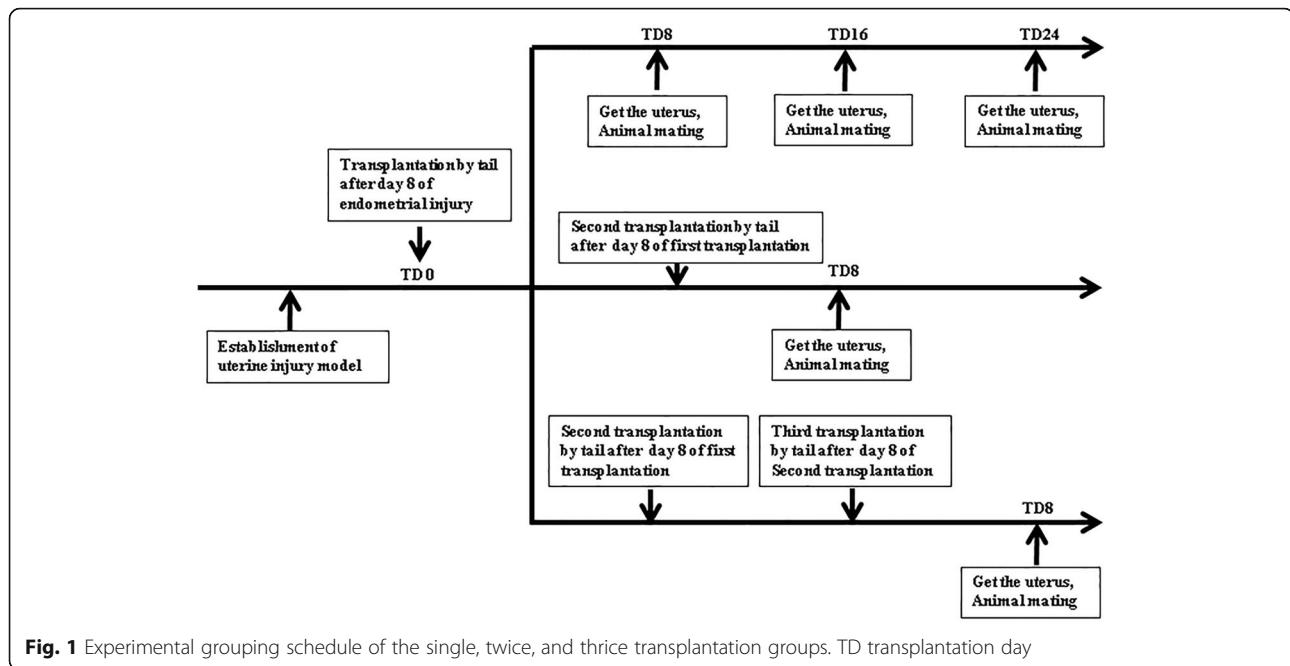 TD8 TD16 TD24
Get the uterus, Get the uterus, Get the uterus,
Animal mating Animal mating Animal mating
Transplantation by tail
after day 8 of
endometrial injury
TD 0
Second transplantation by tail
after day 8 of first transplantation
TD8
Establishment of
uterine injury model
Get the uterus,
Animal mating
Second transplantation
by tail after day 8 of first
transplantation
Third transplantation
by tail after day 8 of
Second transplantation
TD8
Get the uterus,
Animal mating
Fig. 1 Experimental grouping schedule of the single, twice, and thrice transplantation groups. TD transplantation day